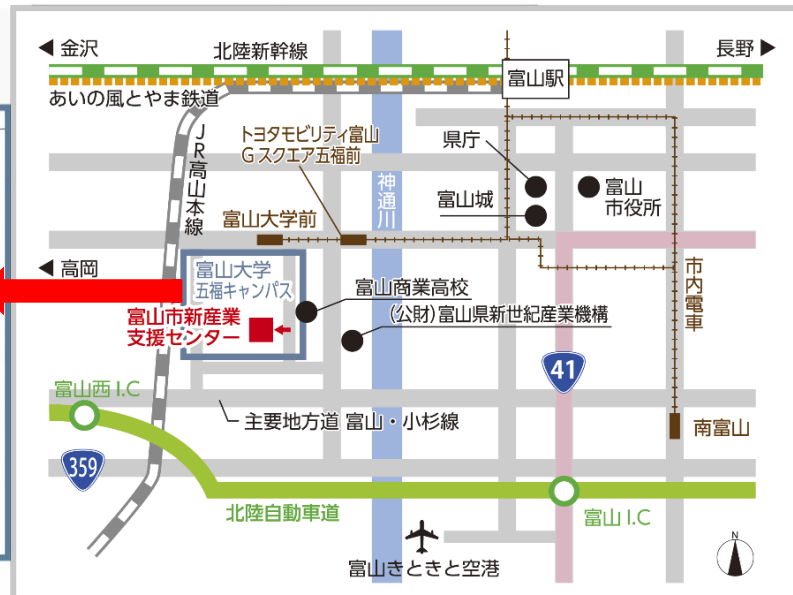 ◀ 金沢
北陸新幹線
長野 ▶
富山駅
あいの風とやま鉄道
JR高山本線
トヨタモビリティ富山
G スクエア五福前
県庁
神通川
富山城
富山
市役所
富山大学前
◀ 高岡
富山大学
五福キャンパス
富山商業高校
市内電車
富山市新産業
支援センター
(公財)富山県新世紀産業機構
41
富山西 I.C
主要地方道 富山・小杉線
南富山
359
北陸自動車道
富山 I.C
富山きときと空港
N